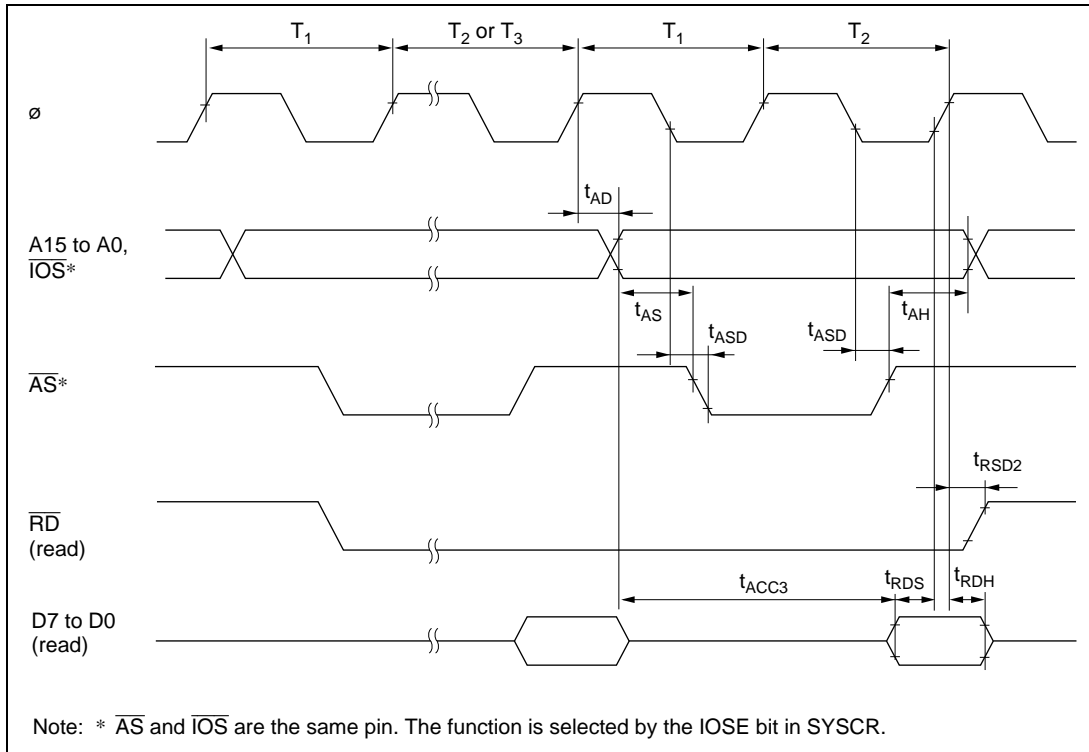 T1 T2 or T3 T1 T2
ø
tAD
A15 to A0,
IOS*
tAS tASD tASD tAH
AS*
tRSD2
RD
(read)
tACC3 tRDS tRDH
D7 to D0
(read)
Note: * AS and IOS are the same pin. The function is selected by the IOSE bit in SYSCR.